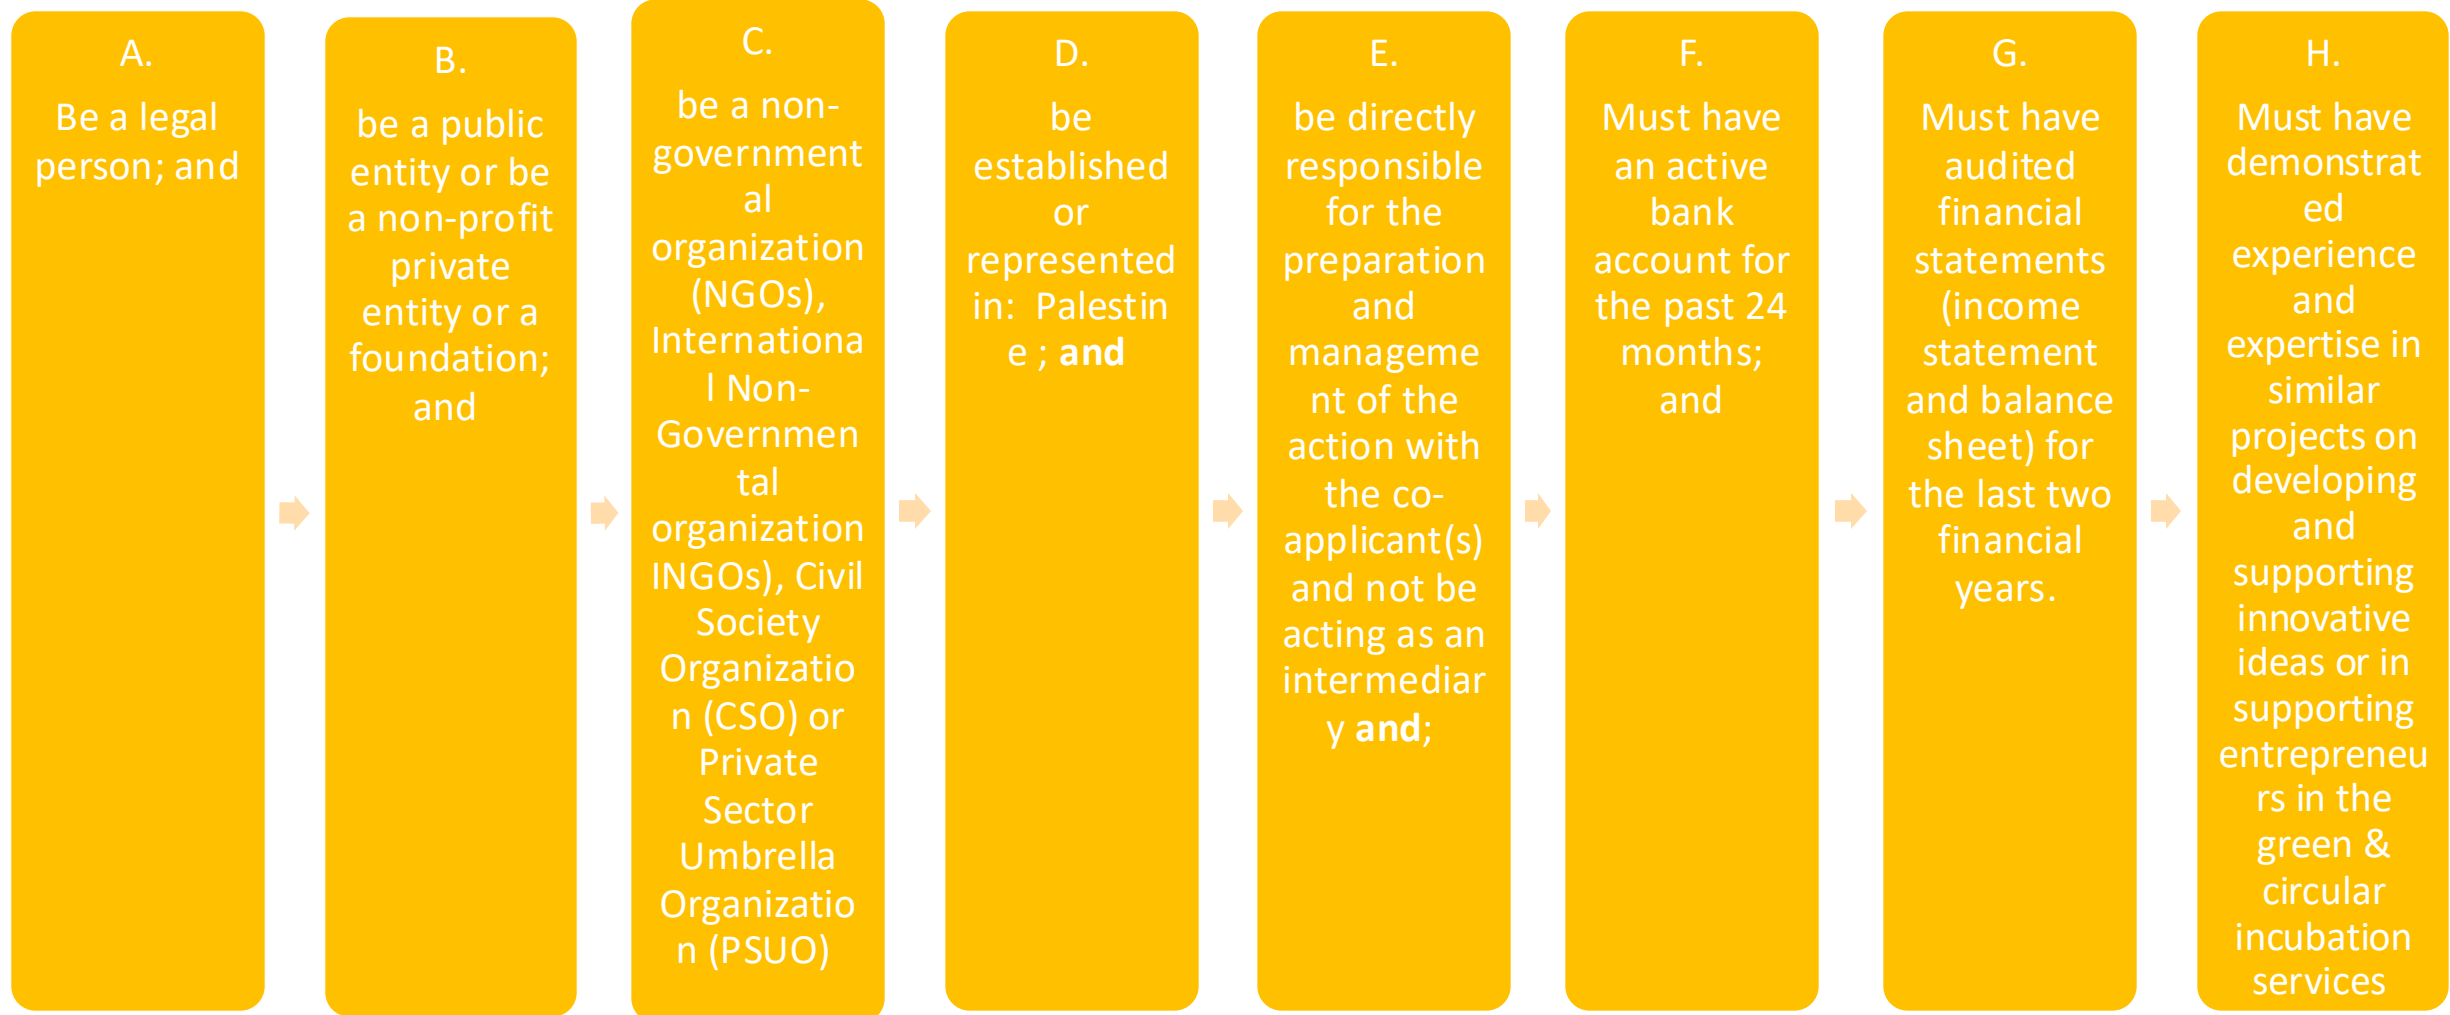 A.
Be a legal
person; and
B.
be a public
entity or be
a non-profit
private
entity or a
foundation;
and
C.
be a non-
government
al
organization
(NGOs),
Internationa
l Non-
Governmen
tal
organization
INGOs), Civil
Society
Organizatio
n (CSO) or
Private
Sector
Umbrella
Organizatio
n (PSUO)
D.
be
established
or
represented
in: Palestin
e ; and
E.
be directly
responsible
for the
preparation
and
manageme
nt of the
action with
the co-
applicant(s)
and not be
acting as an
intermediar
y and;
F.
Must have
an active
bank
account for
the past 24
months;
and
G.
Must have
audited
financial
statements
(income
statement
and balance
sheet) for
the last two
financial
years.
H.
Must have
demonstrat
ed
experience
and
expertise in
similar
projects on
developing
and
supporting
innovative
ideas or in
supporting
entrepreneu
rs in the
green &
circular
incubation
services